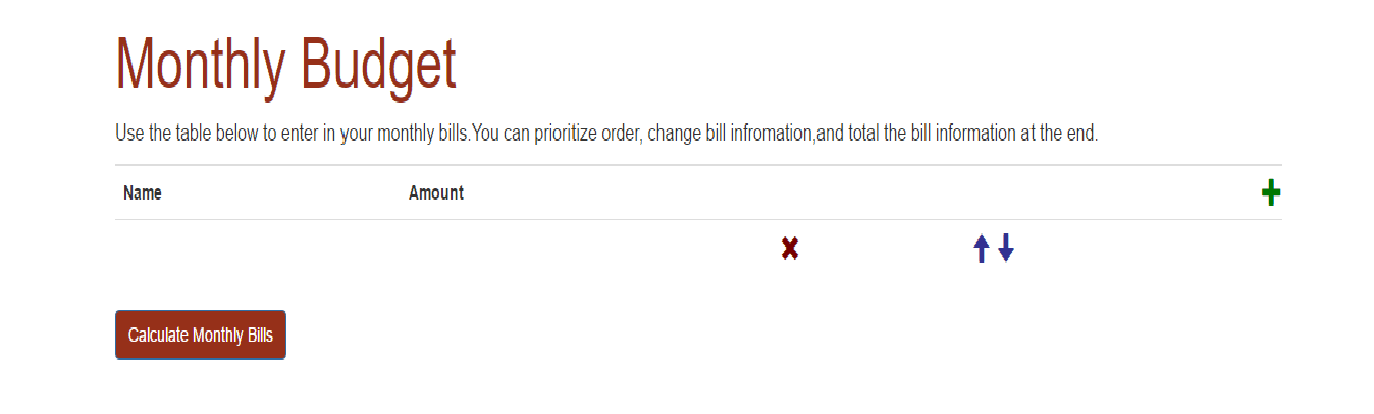 Monthly Budget
Use the table below to enter in your monthly bills.You can prioritize order, change bill infromation,and total the bill information at the end.
Name Amount
Calculate Monthly Bills